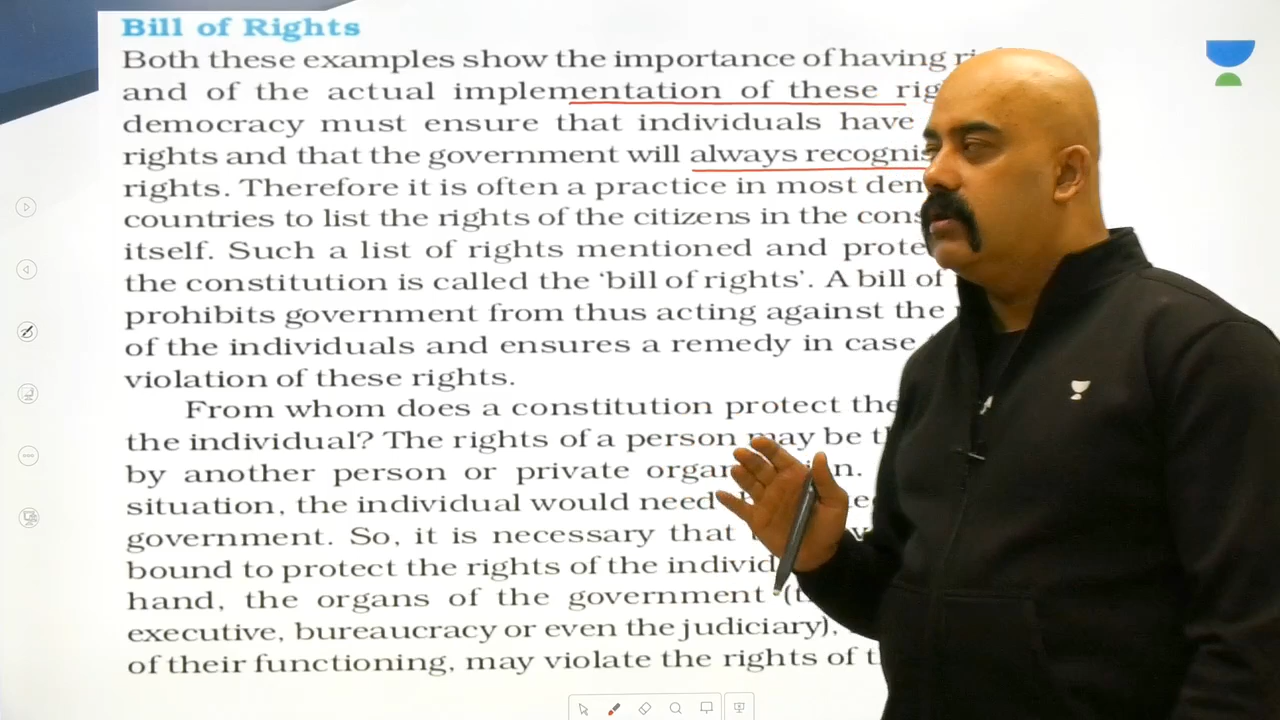 Bill of Rights
Both these examples show the importance of having
and of the actual implementation of these
democracy must ensure that individuals have
rights and that the government will always
rights. Therefore it is often a practice in most
countries to list the rights of the citizens in the
itself. Such a list of rights mentioned and
the constitution is called the ‘bill of rights’. A bill of
prohibits government from thus acting against the
of the individuals and ensures a remedy in case
violation of these rights.
From whom does a constitution protect the
the individual? The rights of a person may be
by another person or private
situation, the individual would need
government. So, it is necessary that
bound to protect the rights of the
hand, the organs of the government
executive, bureaucracy or even the judiciary),
of their functioning, may violate the rights of